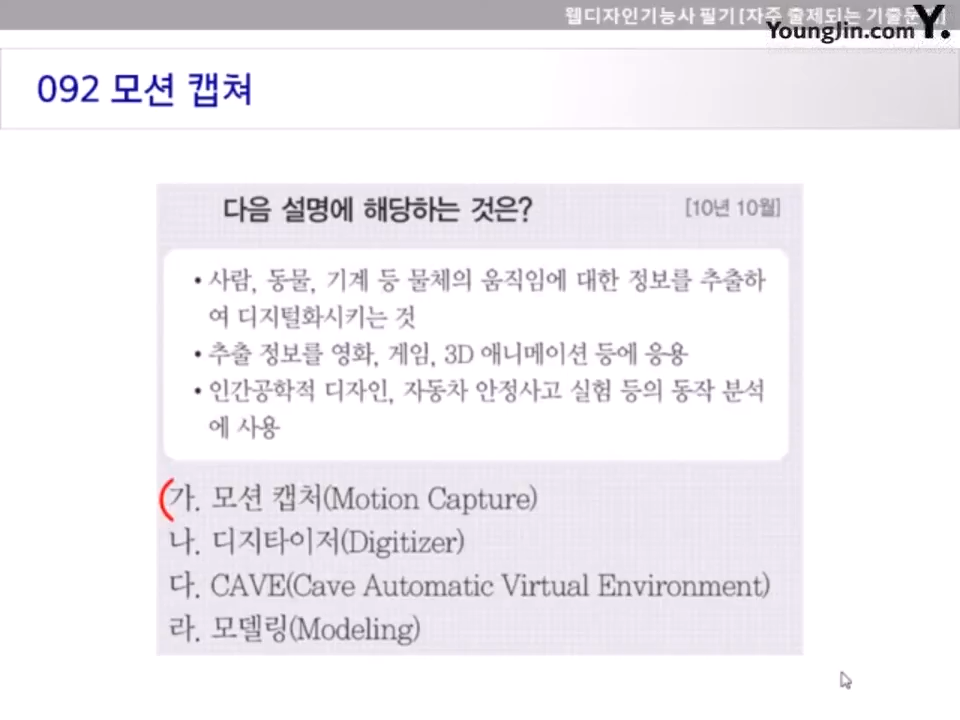 웹디자인기능사 필기 [자주 출제되는 기출문제]
YoungJin.com Y.
092 모션 캡쳐
다음 설명에 해당하는 것은?
[10년 10월]
• 사람, 동물, 기계 등 물체의 움직임에 대한 정보를 추출하
여 디지털화시키는 것
• 추출 정보를 영화, 게임, 3D 애니메이션 등에 응용
• 인간공학적 디자인, 자동차 안정사고 실험 등의 동작 분석
에 사용
가. 모션 캡처(Motion Capture)
나. 디지타이저(Digitizer)
다. CAVE(Cave Automatic Virtual Environment)
라. 모델링(Modeling)